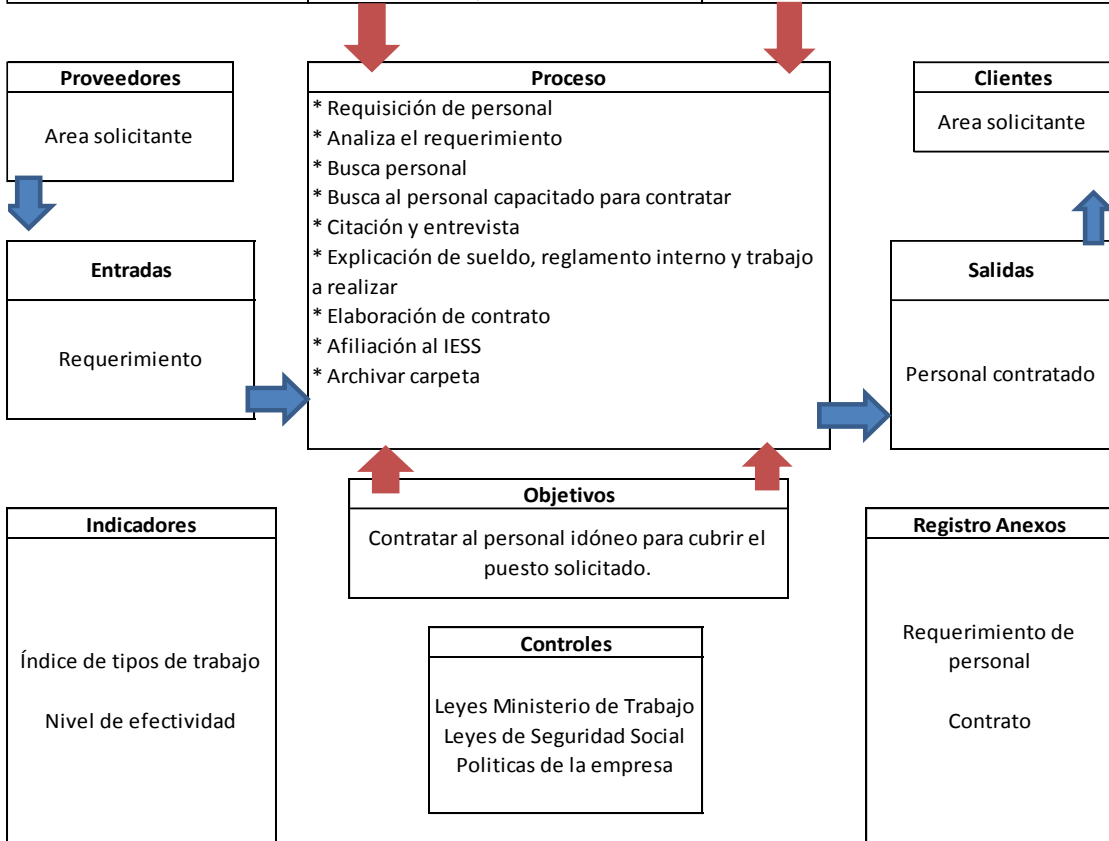 Proveedores
Area solicitante
Proceso
* Requisición de personal
* Analiza el requerimiento
* Busca personal
* Busca al personal capacitado para contratar
* Citación y entrevista
* Explicación de sueldo, reglamento interno y trabajo
a realizar
* Elaboración de contrato
* Afiliación al IESS
* Archivar carpeta
Clientes
Area solicitante
Entradas
Requerimiento
Salidas
Personal contratado
Objetivos
Contratar al personal idóneo para cubrir el
puesto solicitado.
Indicadores
Índice de tipos de trabajo
Nivel de efectividad
Controles
Leyes Ministerio de Trabajo
Leyes de Seguridad Social
Politicas de la empresa
Registro Anexos
Requerimiento de
personal
Contrato